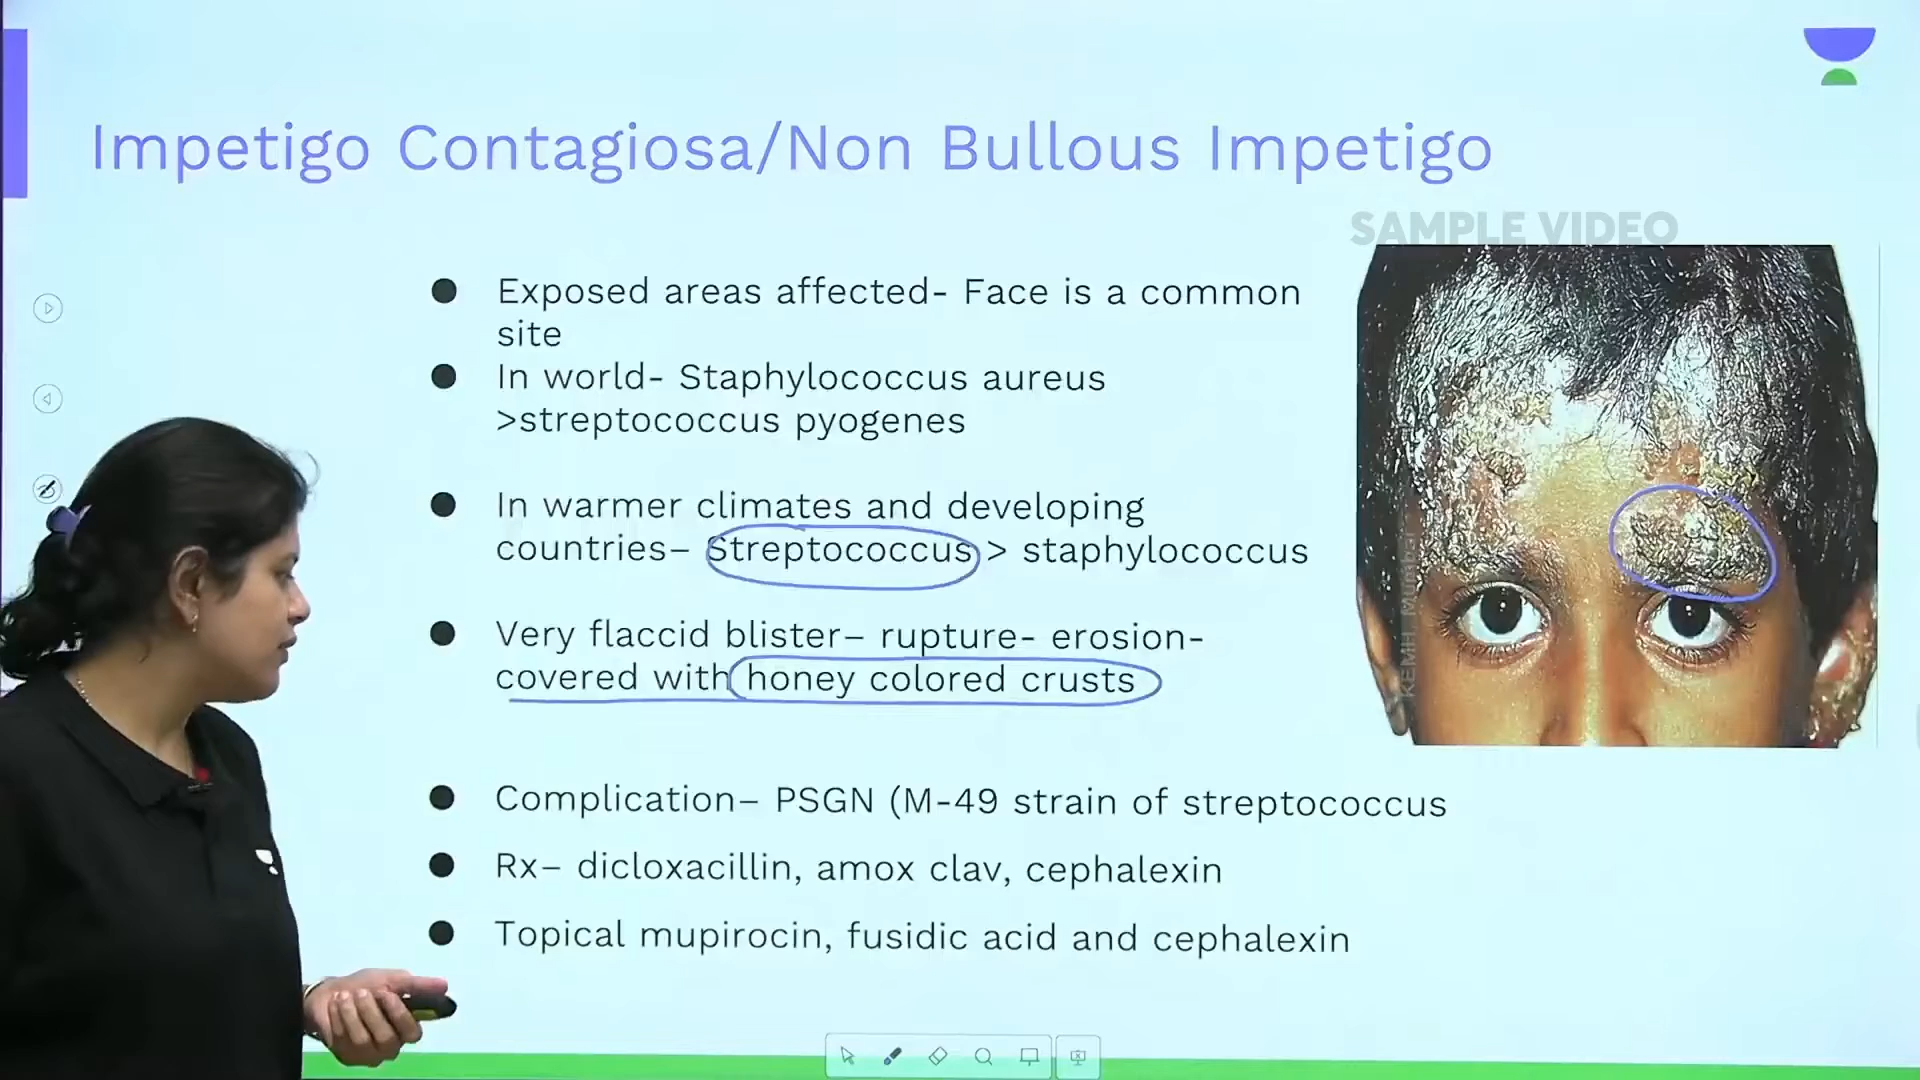 Impetigo Contagiosa/Non Bullous Impetigo
SAMPLE VIDEO
● Exposed areas affected- Face is a common
site
● In world- Staphylococcus aureus
>streptococcus pyogenes
● In warmer climates and developing
countries– Streptococcus > staphylococcus
● Very flaccid blister– rupture- erosion-
covered with honey colored crusts
● Complication– PSGN (M-49 strain of streptococcus
● Rx– dicloxacillin, amox clav, cephalexin
● Topical mupirocin, fusidic acid and cephalexin
KEMH, Mumbai